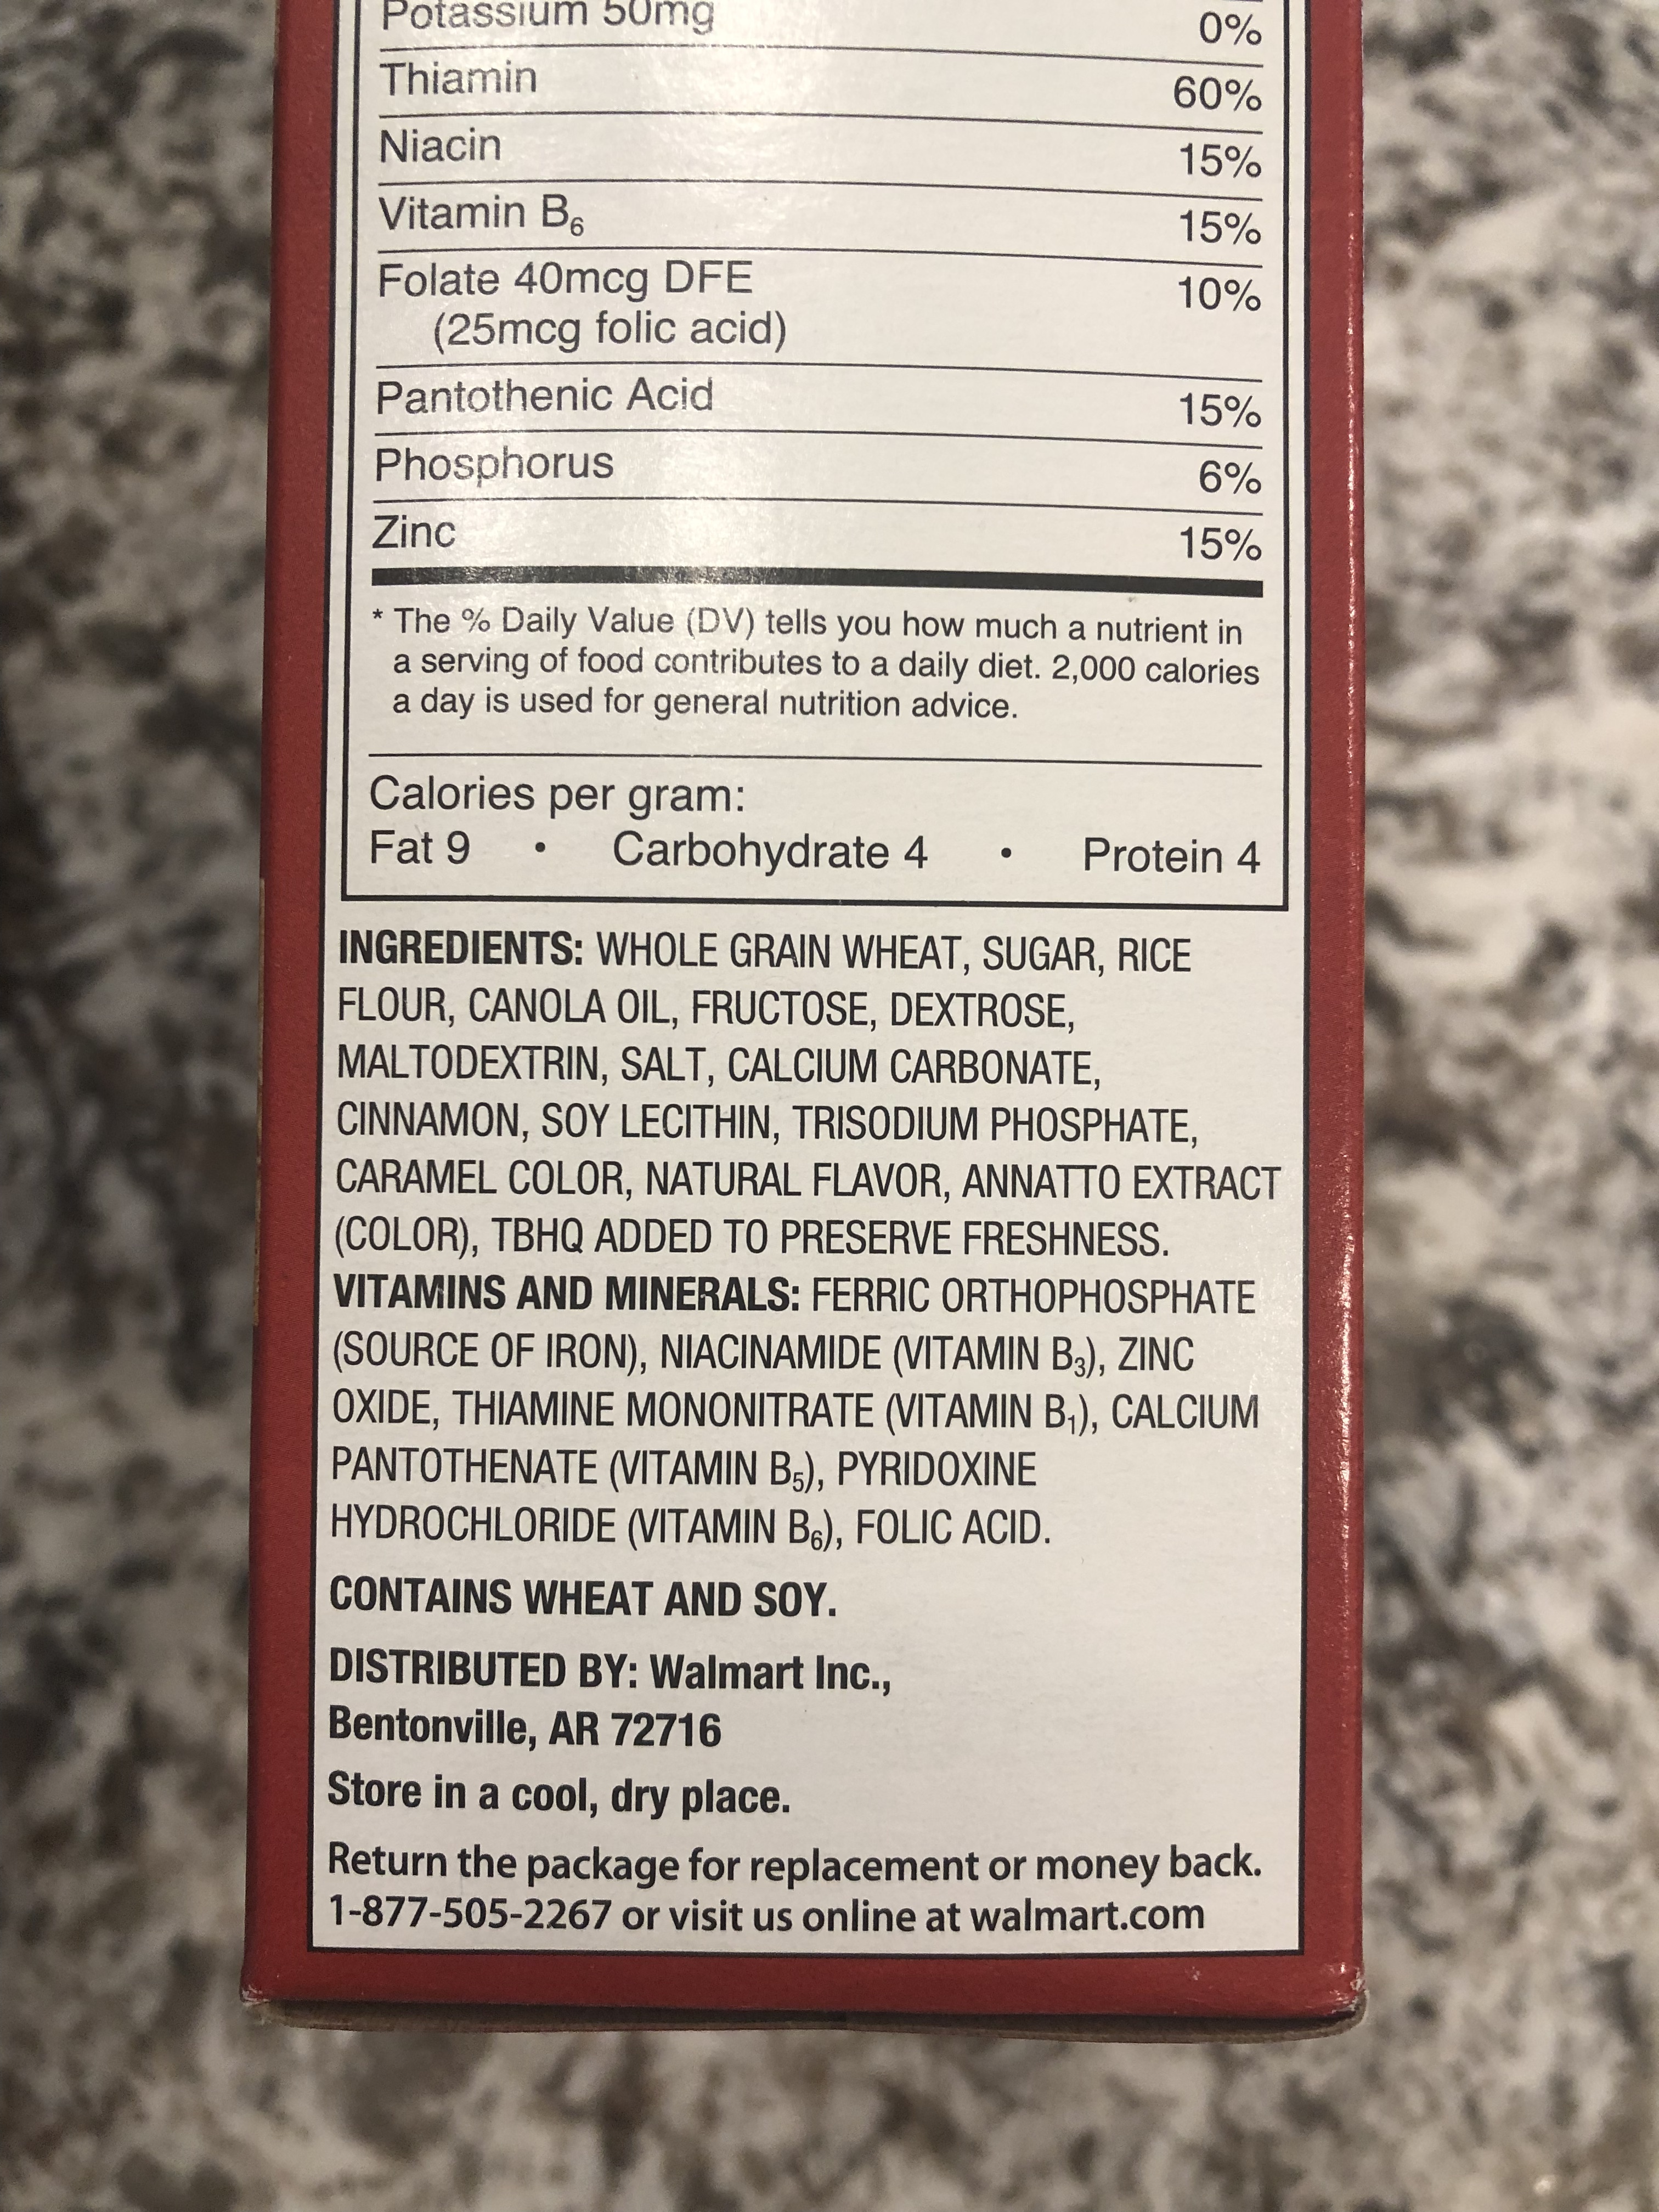 Potassium 50mg 0%
Thiamin 60%
Niacin 15%
Vitamin B₆ 15%
Folate 40mcg DFE 10%
(25mcg folic acid)
Pantothenic Acid 15%
Phosphorus 6%
Zinc 15%
* The % Daily Value (DV) tells you how much a nutrient in
a serving of food contributes to a daily diet. 2,000 calories
a day is used for general nutrition advice.
Calories per gram:
Fat 9 • Carbohydrate 4 • Protein 4
INGREDIENTS: WHOLE GRAIN WHEAT, SUGAR, RICE
FLOUR, CANOLA OIL, FRUCTOSE, DEXTROSE,
MALTODEXTRIN, SALT, CALCIUM CARBONATE,
CINNAMON, SOY LECITHIN, TRISODIUM PHOSPHATE,
CARAMEL COLOR, NATURAL FLAVOR, ANNATTO EXTRACT
(COLOR), TBHQ ADDED TO PRESERVE FRESHNESS.
VITAMINS AND MINERALS: FERRIC ORTHOPHOSPHATE
(SOURCE OF IRON), NIACINAMIDE (VITAMIN B₃), ZINC
OXIDE, THIAMINE MONONITRATE (VITAMIN B₁), CALCIUM
PANTOTHENATE (VITAMIN B₅), PYRIDOXINE
HYDROCHLORIDE (VITAMIN B₆), FOLIC ACID.
CONTAINS WHEAT AND SOY.
DISTRIBUTED BY: Walmart Inc.,
Bentonville, AR 72716
Store in a cool, dry place.
Return the package for replacement or money back.
1-877-505-2267 or visit us online at walmart.com